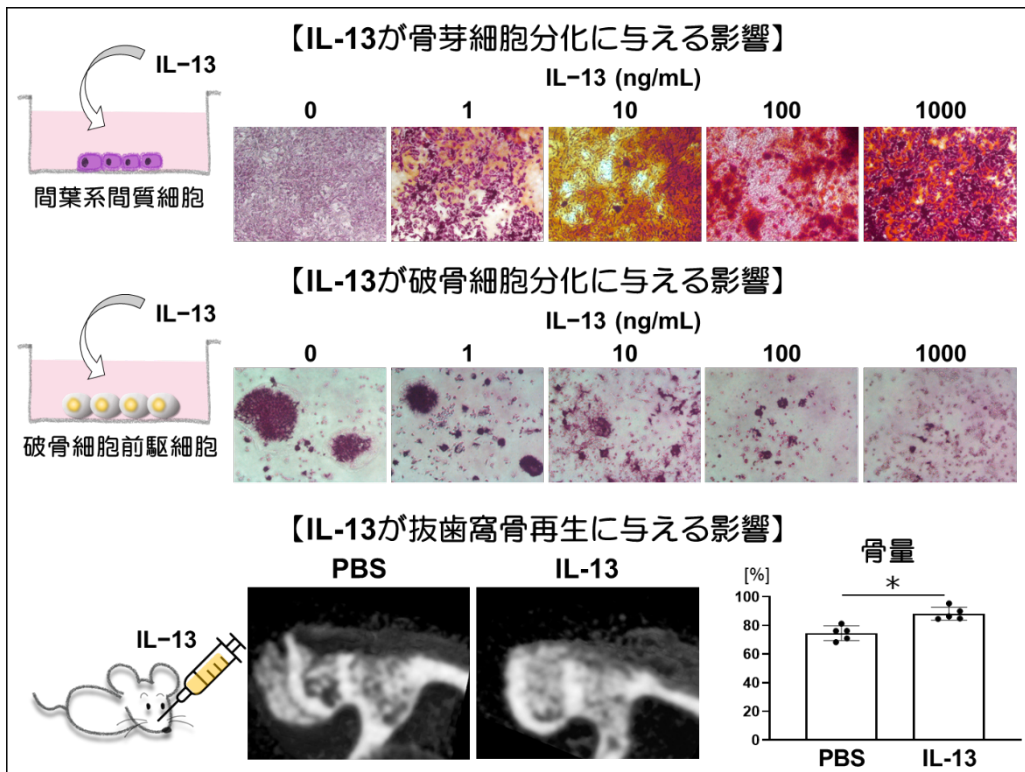 【IL-13が骨芽細胞分化に与える影響】
IL−13
IL−13 (ng/mL)
0 1 10 100 1000
間葉系間質細胞
【IL-13が破骨細胞分化に与える影響】
IL−13
IL−13 (ng/mL)
0 1 10 100 1000
破骨細胞前駆細胞
【IL-13が抜歯窩骨再生に与える影響】
PBS IL-13
IL−13
骨量
[%]
*
100
80
60
40
20
0
PBS IL-13